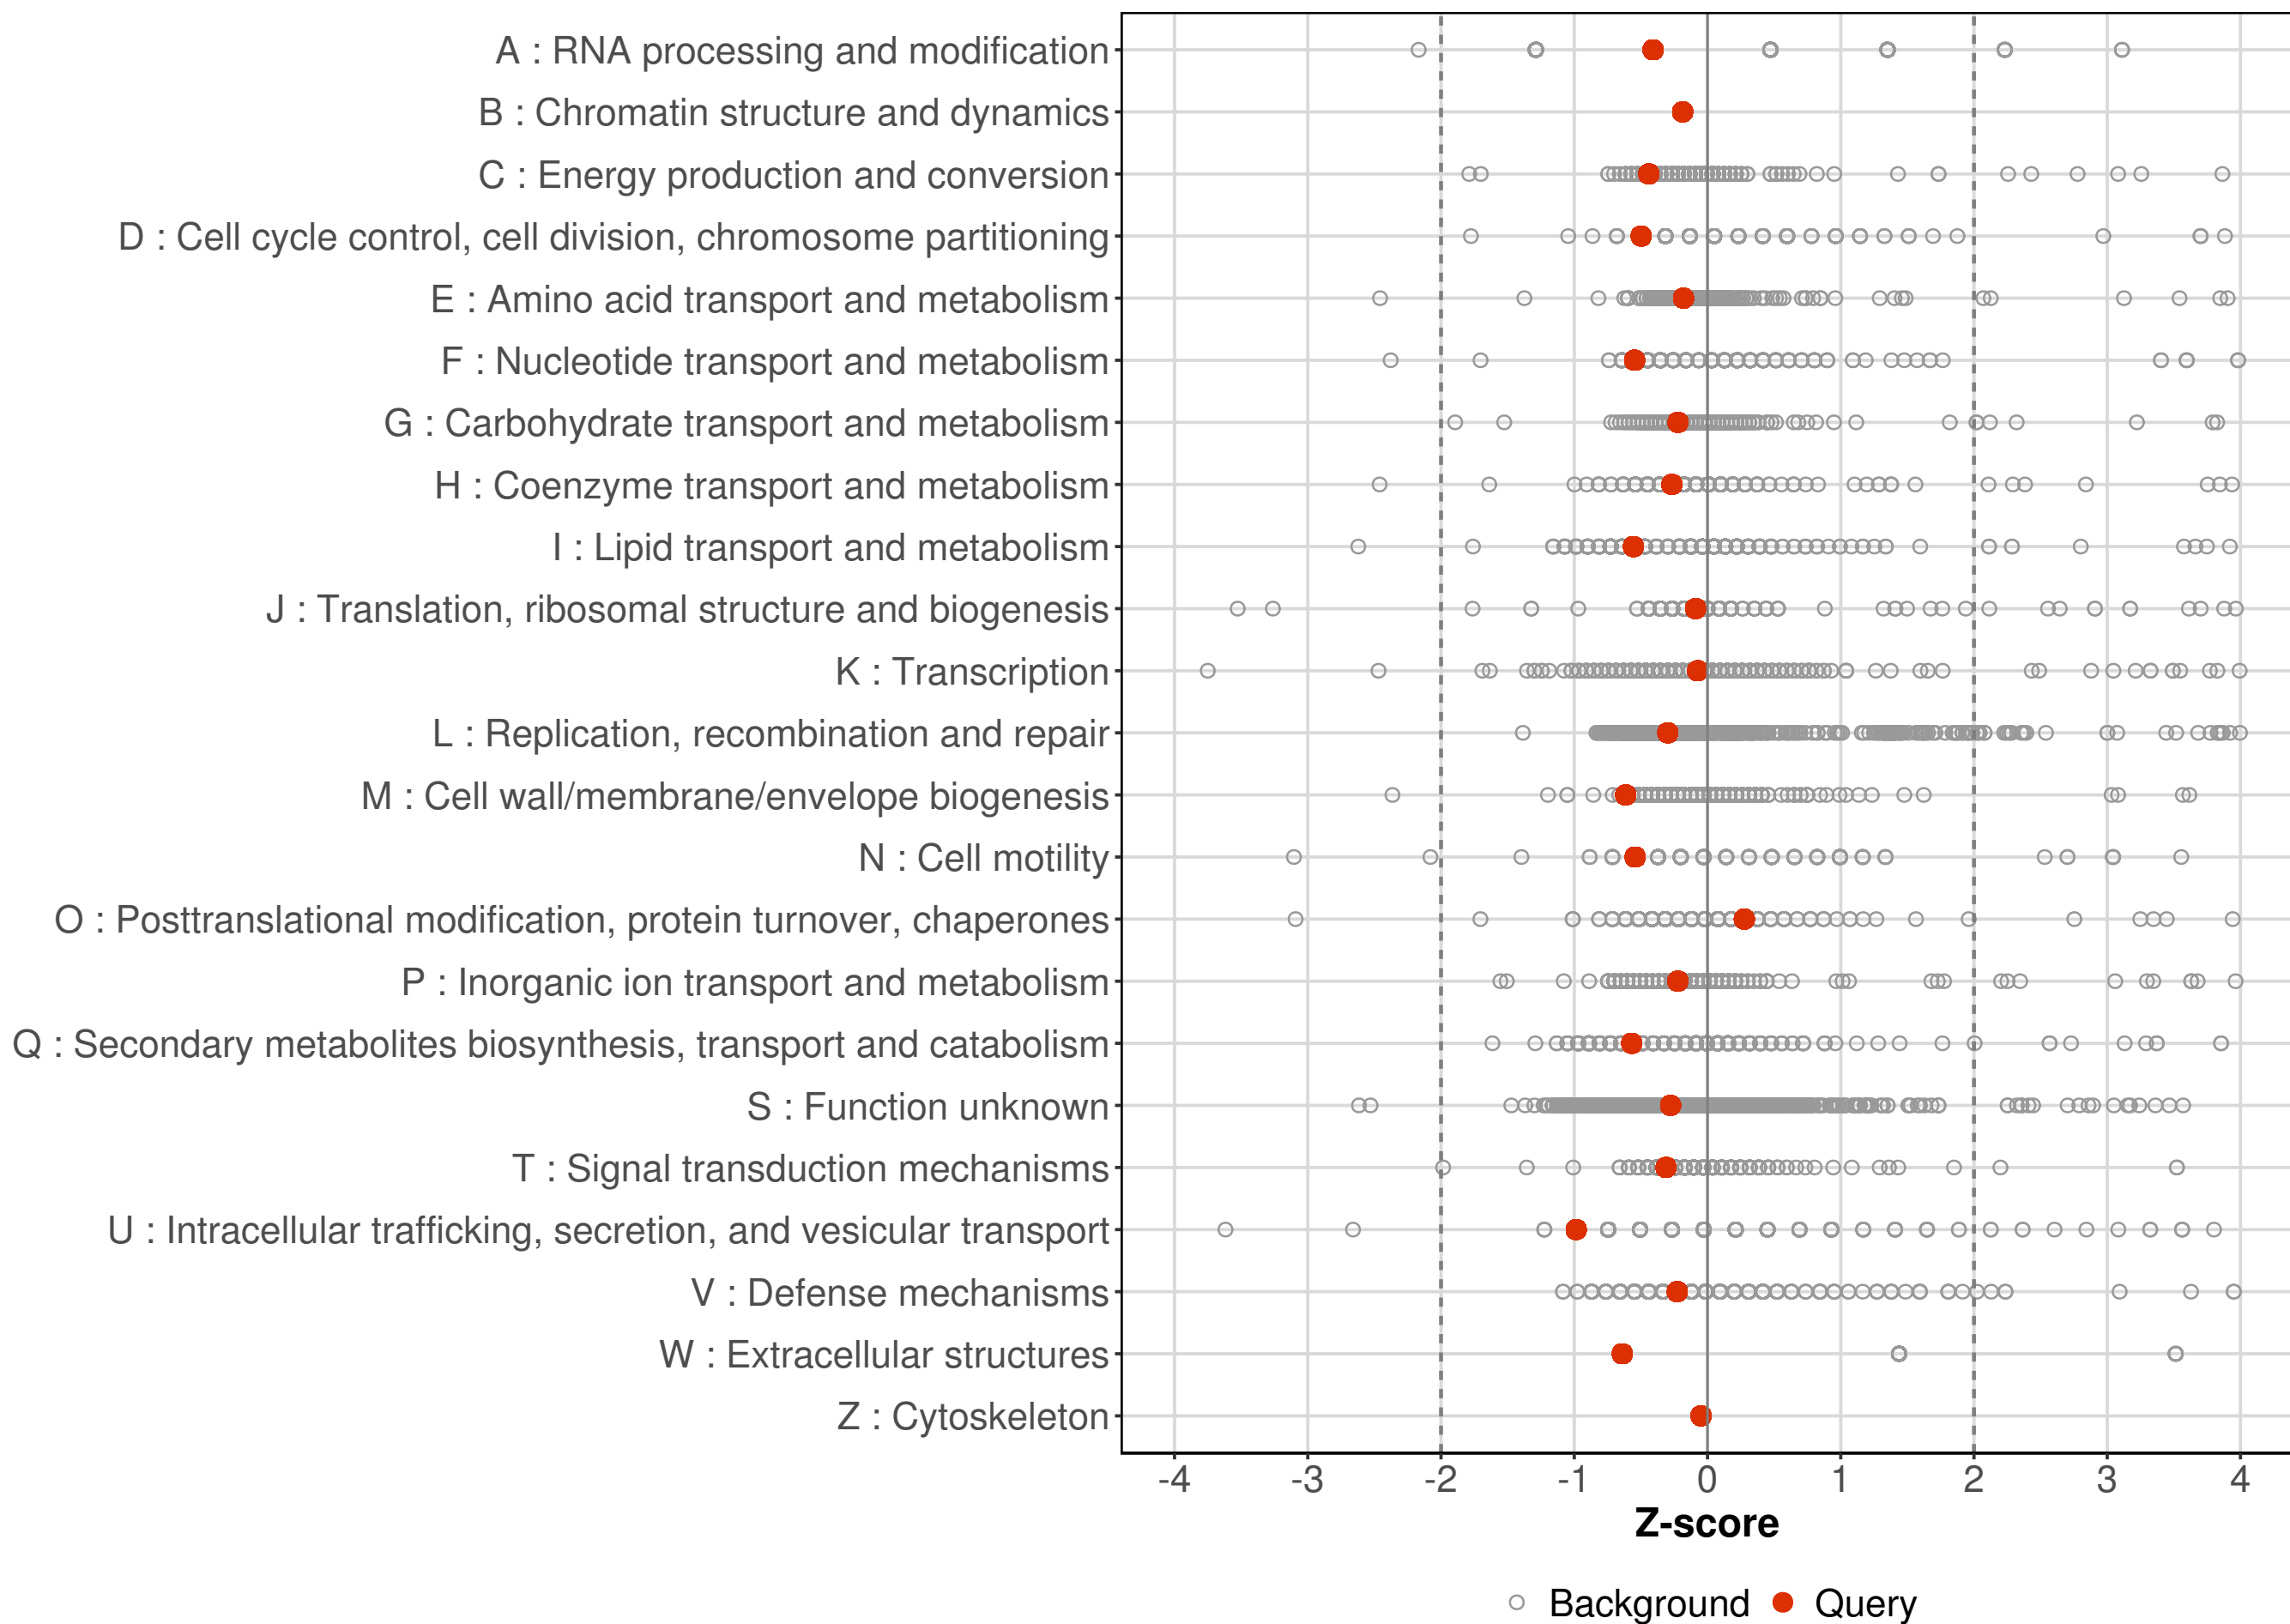 A : RNA processing and modification
B : Chromatin structure and dynamics
C : Energy production and conversion
D : Cell cycle control, cell division, chromosome partitioning
E : Amino acid transport and metabolism
F : Nucleotide transport and metabolism
G : Carbohydrate transport and metabolism
H : Coenzyme transport and metabolism
I : Lipid transport and metabolism
J : Translation, ribosomal structure and biogenesis
K : Transcription
L : Replication, recombination and repair
M : Cell wall/membrane/envelope biogenesis
N : Cell motility
O : Posttranslational modification, protein turnover, chaperones
P : Inorganic ion transport and metabolism
Q : Secondary metabolites biosynthesis, transport and catabolism
S : Function unknown
T : Signal transduction mechanisms
U : Intracellular trafficking, secretion, and vesicular transport
V : Defense mechanisms
W : Extracellular structures
Z : Cytoskeleton
-4 -3 -2 -1 0 1 2 3 4
Z-score
Background Query